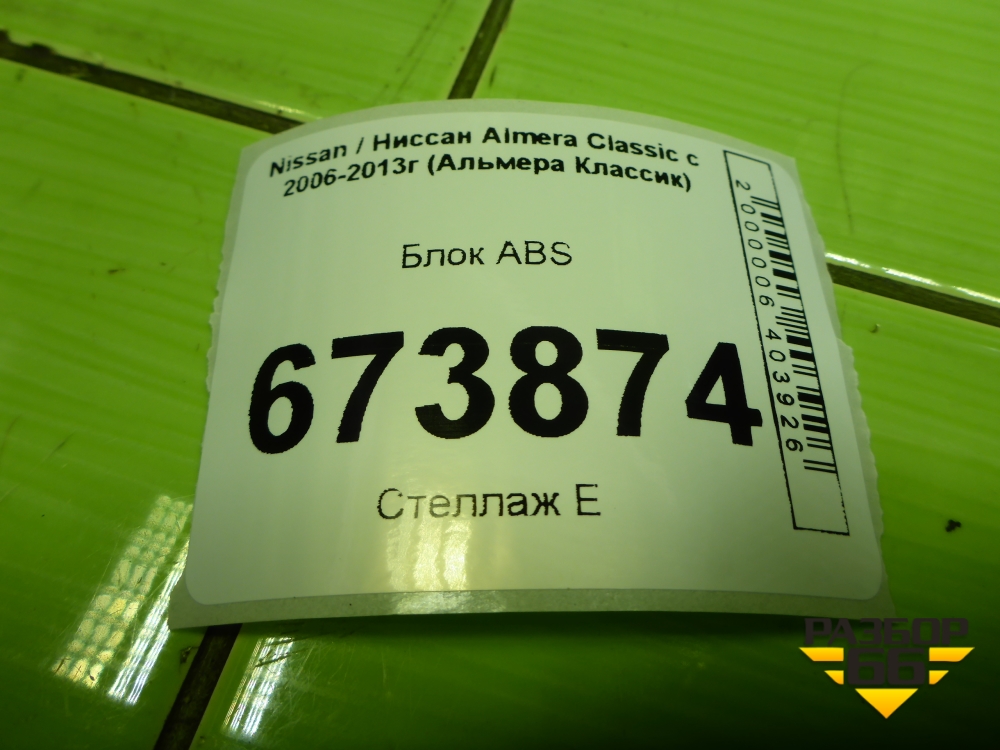 Nissan / Ниссан Almera Classic с
2006-2013г (Альмера Классик)
Блок ABS
673874
Стеллаж Е
2000006403926
РАЗБОР
66